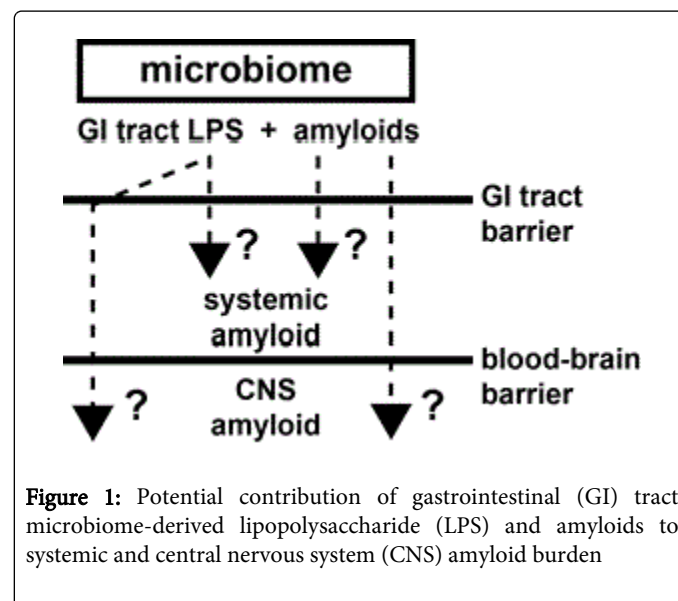 microbiome
GI tract LPS + amyloids
GI tract
barrier
? ?
systemic
amyloid
blood-brain
barrier
CNS
amyloid
? ?
Figure 1: Potential contribution of gastrointestinal (GI) tract
microbiome-derived lipopolysaccharide (LPS) and amyloids to
systemic and central nervous system (CNS) amyloid burden